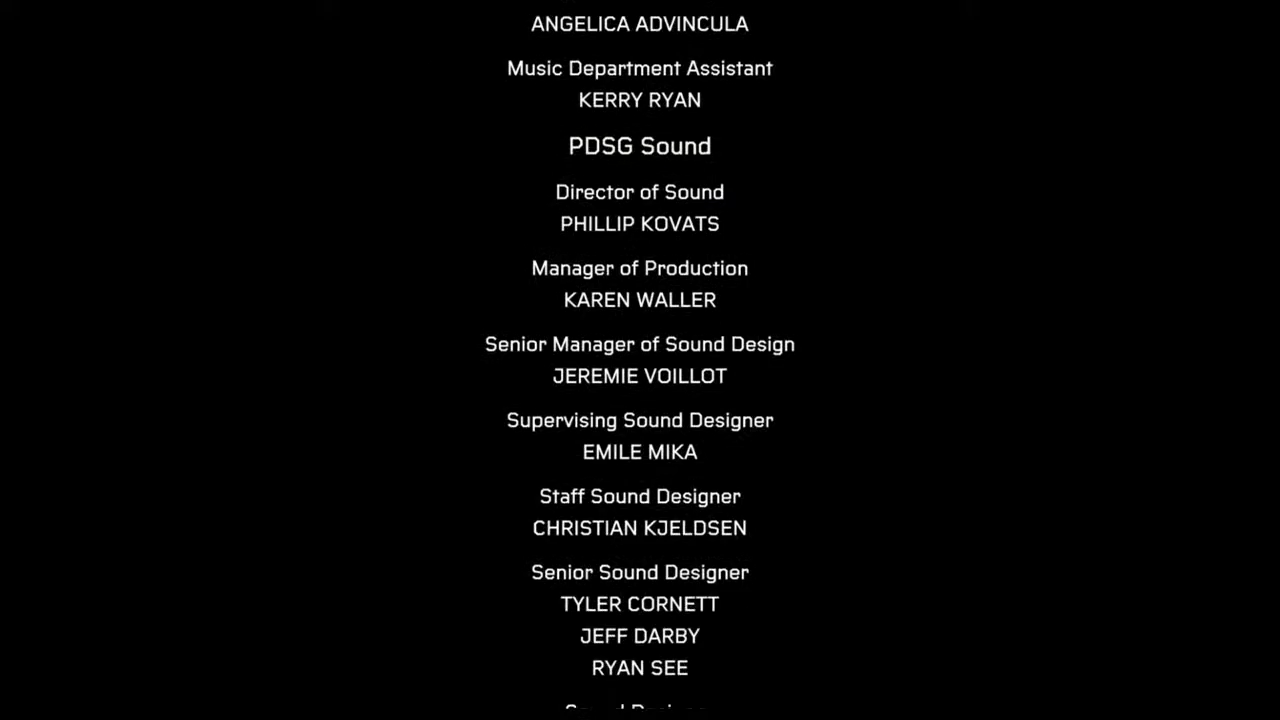 ANGELICA ADVINCULA
Music Department Assistant
KERRY RYAN
PDSG Sound
Director of Sound
PHILLIP KOVATS
Manager of Production
KAREN WALLER
Senior Manager of Sound Design
JEREMIE VOILLOT
Supervising Sound Designer
EMILE MIKA
Staff Sound Designer
CHRISTIAN KJELDSEN
Senior Sound Designer
TYLER CORNETT
JEFF DARBY
RYAN SEE